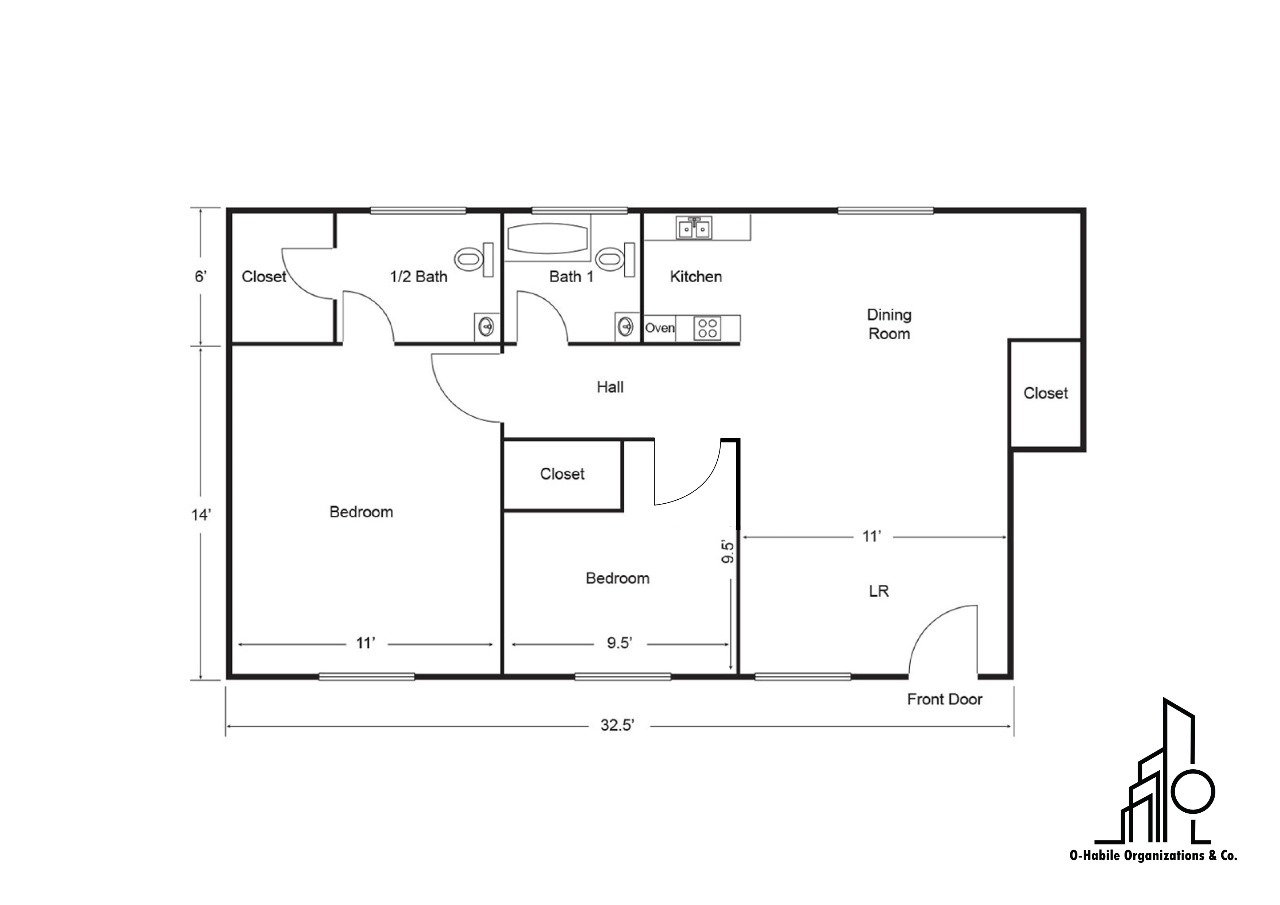 6’
Closet
1/2 Bath
Bath 1
Kitchen
Oven
Dining
Room
Hall
Closet
Closet
14’
Bedroom
Bedroom
9.5’
11’
LR
11’
9.5’
Front Door
32.5’
O-Habile Organizations & Co.